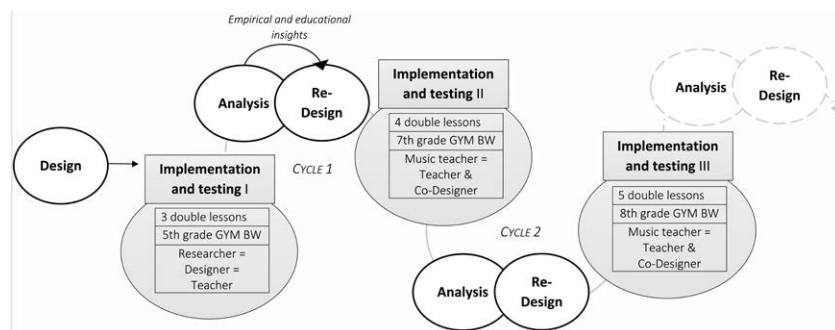 Empirical and educational
insights
Analysis
Re-
Design
Design
CYCLE 1
Implementation
and testing I
3 double lessons
5th grade GYM BW
Researcher =
Designer =
Teacher
Implementation
and testing II
4 double lessons
7th grade GYM BW
Music teacher =
Teacher &
Co-Designer
CYCLE 2
Analysis
Re-
Design
Implementation
and testing III
5 double lessons
8th grade GYM BW
Music teacher =
Teacher &
Co-Designer
Analysis
Re-
Design